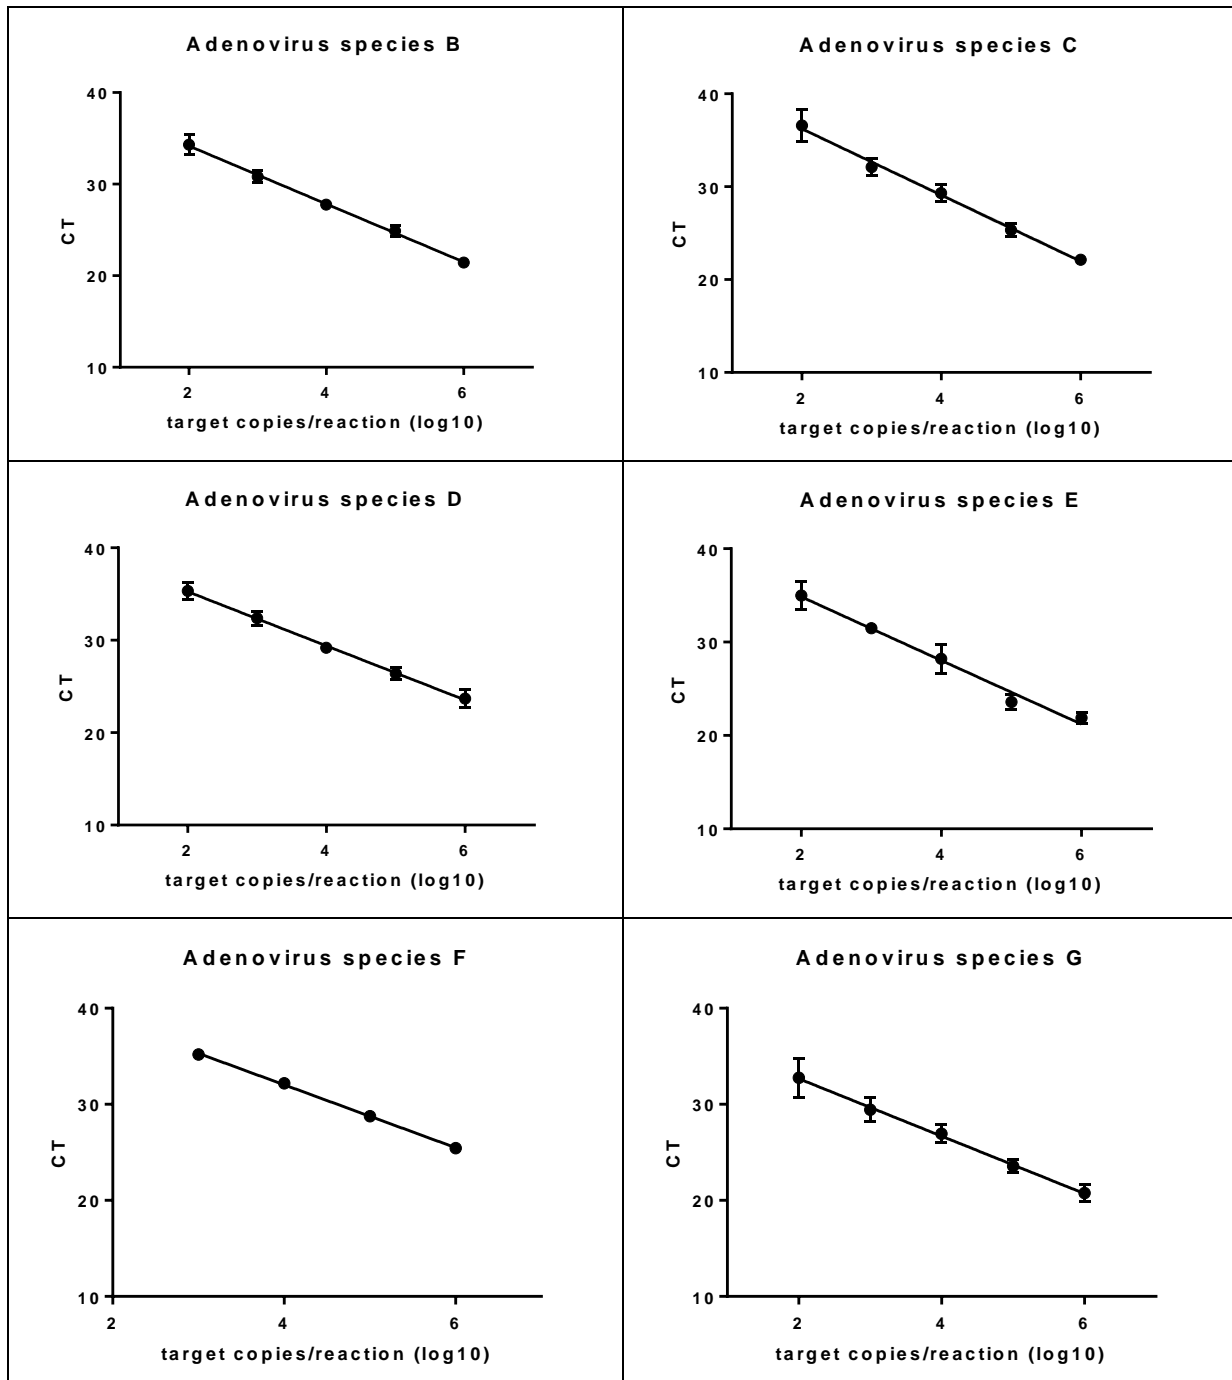 Adenovirus species B
40
30
20
10
CT
2 4 6
target copies/reaction (log10)
Adenovirus species C
40
30
20
10
CT
2 4 6
target copies/reaction (log10)
Adenovirus species D
40
30
20
10
CT
2 4 6
target copies/reaction (log10)
Adenovirus species E
40
30
20
10
CT
2 4 6
target copies/reaction (log10)
Adenovirus species F
40
30
20
10
CT
2 4 6
target copies/reaction (log10)
Adenovirus species G
40
30
20
10
CT
2 4 6
target copies/reaction (log10)